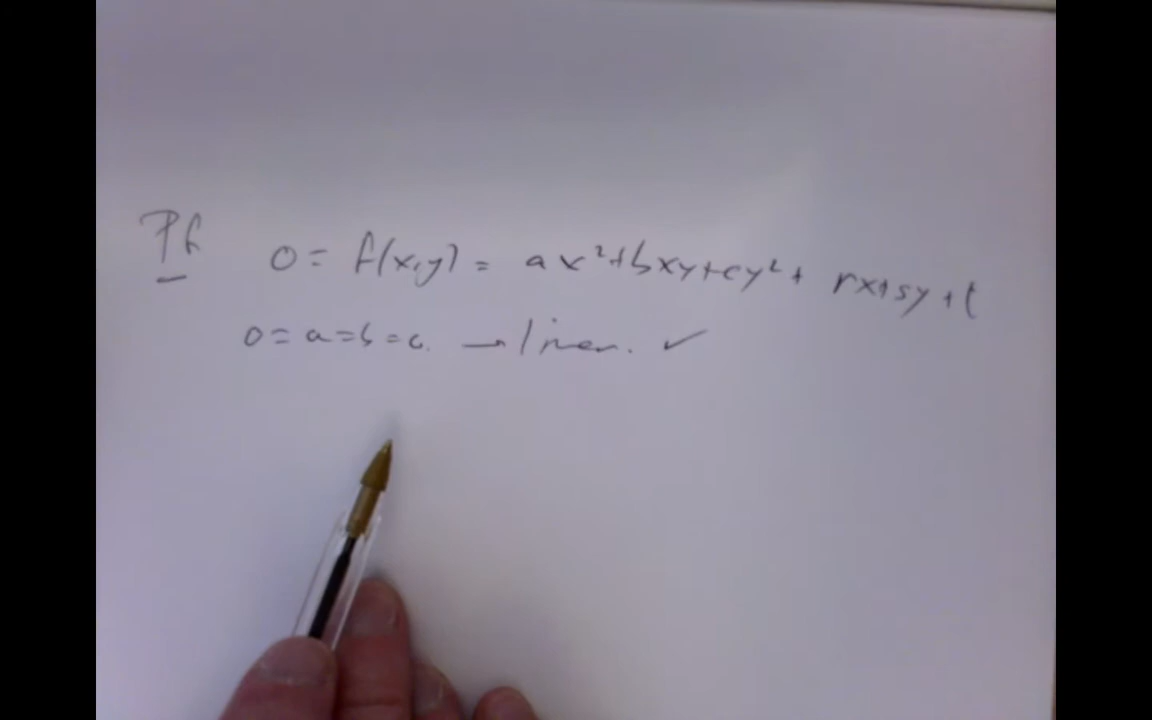 Pf 0 = f(x,y) = ax²+bxy+cy²+ rx+sy+t
0=a=b=c. → linear. ✓